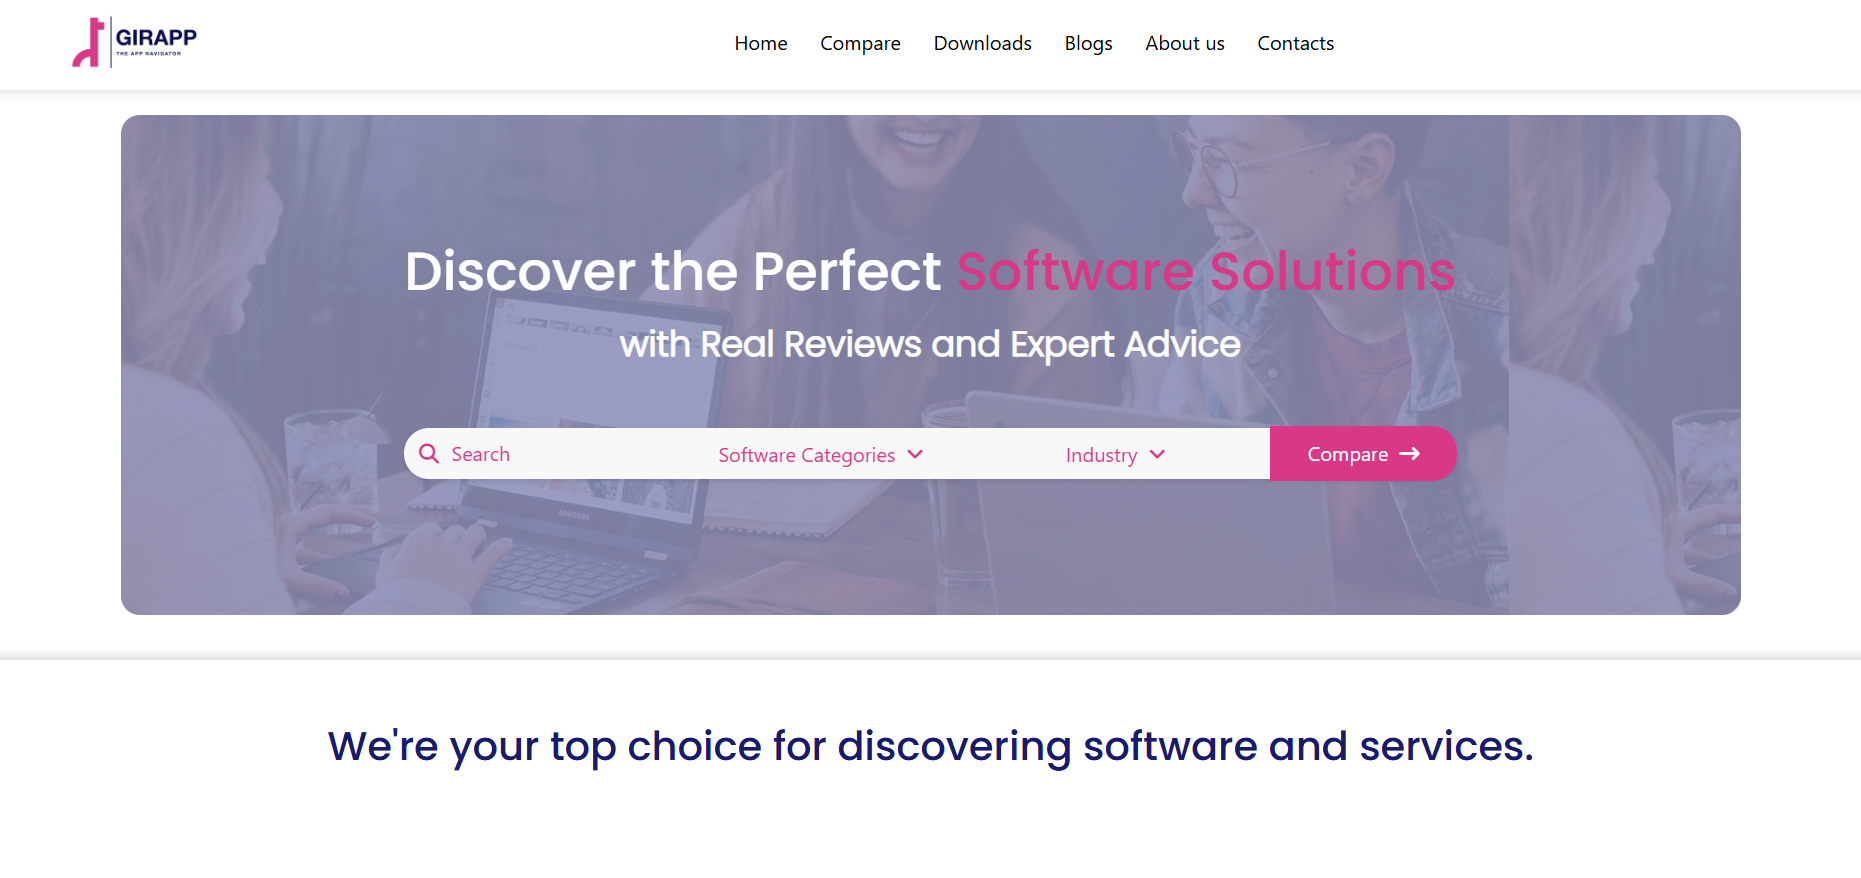 GIRAPP
THE APP NAVIGATOR
Home Compare Downloads Blogs About us Contacts
Discover the Perfect Software Solutions
with Real Reviews and Expert Advice
Search Software Categories Industry Compare
SAMSUNG
We're your top choice for discovering software and services.